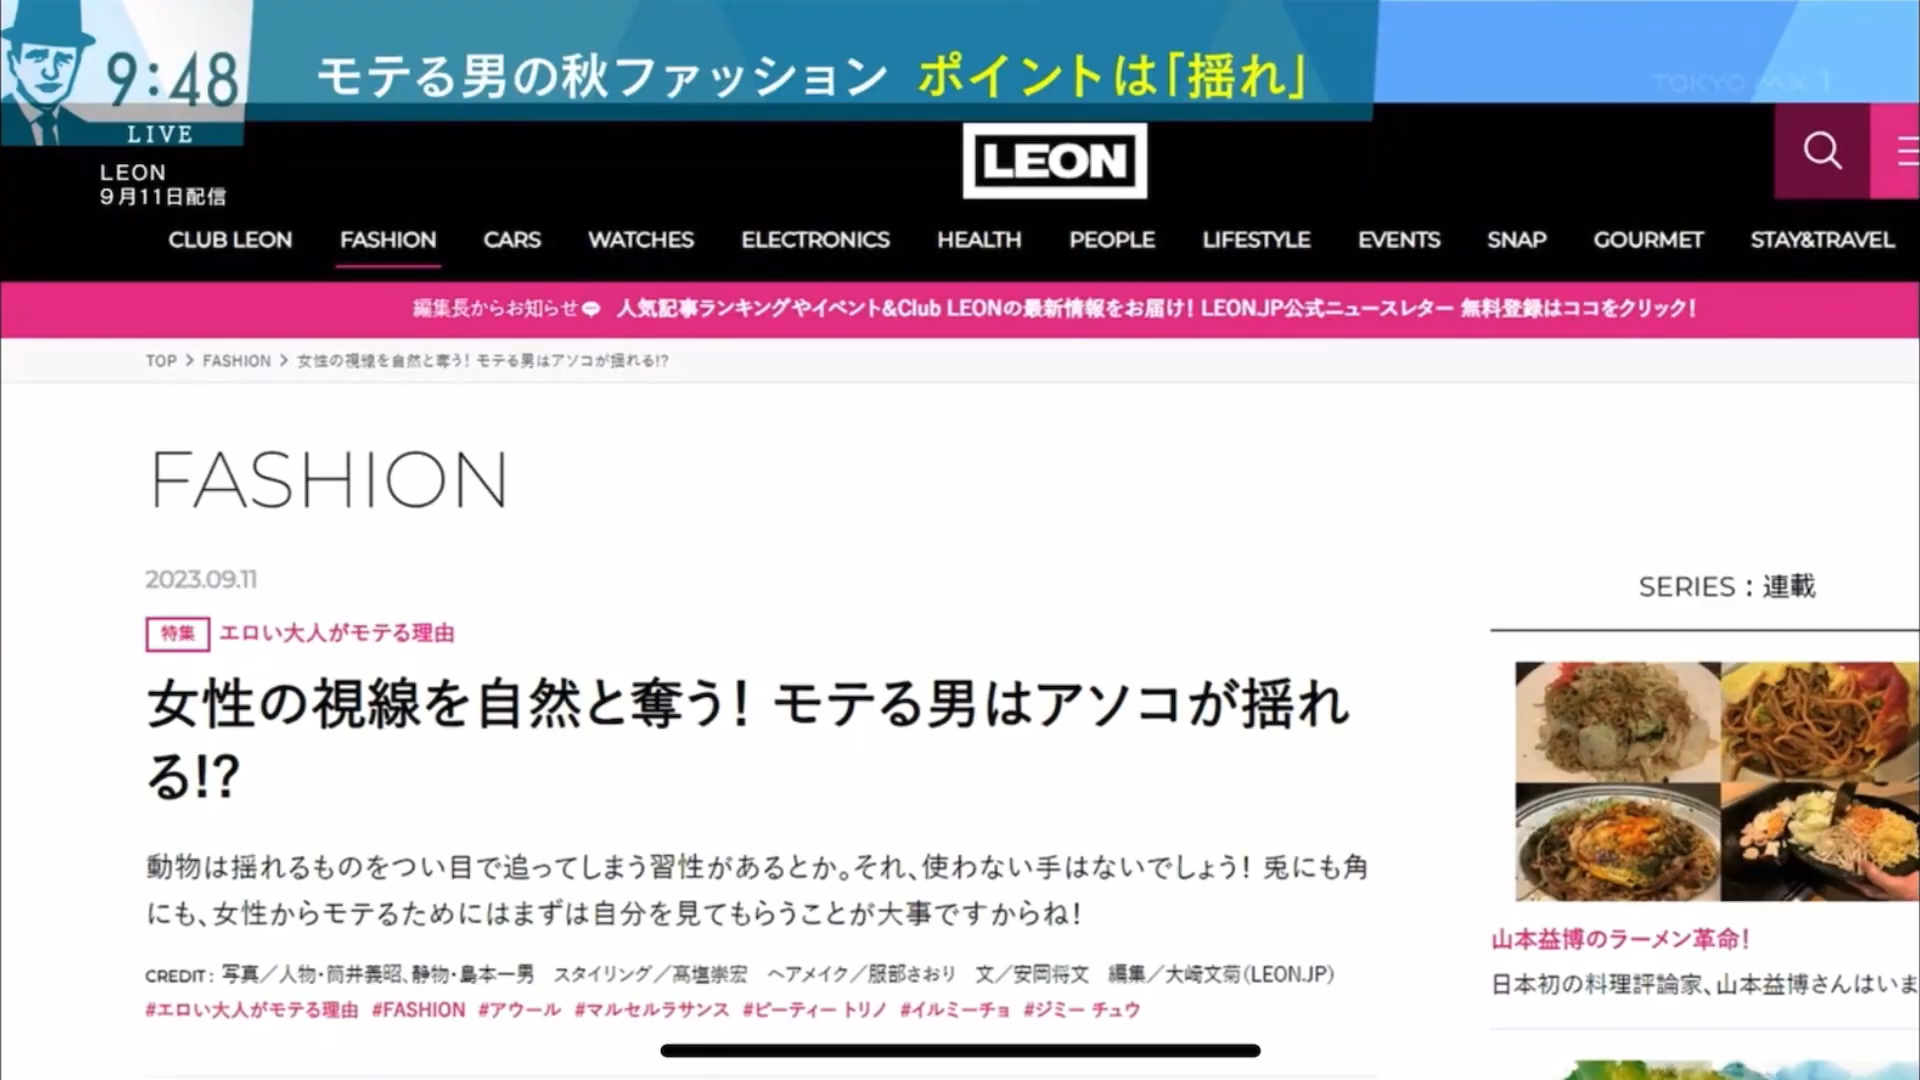 9:48
LIVE
モテる男の秋ファッション ポイントは「揺れ」
TOKYO MX 1
LEON
9月11日配信
LEON
CLUB LEON FASHION CARS WATCHES ELECTRONICS HEALTH PEOPLE LIFESTYLE EVENTS SNAP GOURMET STAY&TRAVEL
編集長からお知らせ 人気記事ランキングやイベント&Club LEONの最新情報をお届け! LEON.JP公式ニュースレター 無料登録はココをクリック!
TOP > FASHION > 女性の視線を自然と奪う! モテる男はアソコが揺れる!?
FASHION
2023.09.11
特集 エロい大人がモテる理由
女性の視線を自然と奪う! モテる男はアソコが揺れ
る!?
動物は揺れるものをつい目で追ってしまう習性があるとか。それ、使わない手はないでしょう! 兎にも角
にも、女性からモテるためにはまずは自分を見てもらうことが大事ですからね!
CREDIT : 写真／人物・筒井義昭、静物・島本一男 スタイリング／髙塩崇宏 ヘアメイク／服部さおり 文／安岡将文 編集／大崎文菊(LEON.JP)
#エロい大人がモテる理由 #FASHION #アウール #マルセルラサンス #ピーティー トリノ #イルミーチョ #ジミー チュウ
SERIES：連載
山本益博のラーメン革命!
日本初の料理評論家、山本益博さんはいま